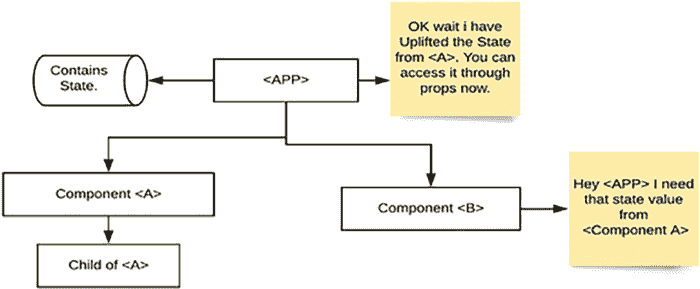 Contains
State.
<APP>
OK wait i have
Uplifted the State
from <A>. You can
access it through
props now.
Component <A>
Component <B>
Hey <APP> I need
that state value
from
<Component A>
Child of <A>